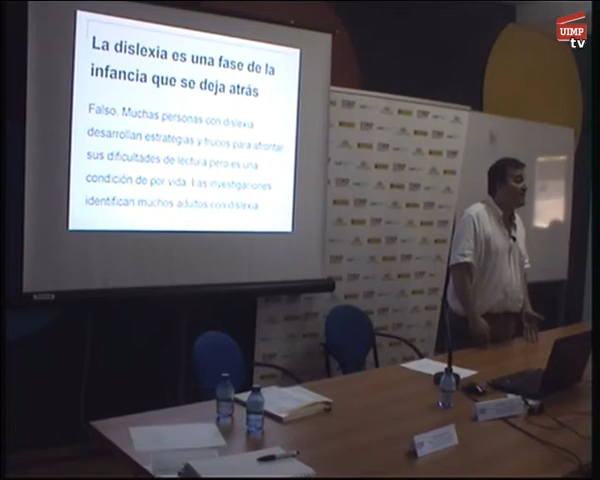 UIMP
tv
La dislexia es una fase de la
infancia que se deja atrás
Falso. Muchas personas con dislexia
desarrollan estrategias y trucos para afrontar
sus dificultades de lectura pero es una
condición de por vida. Las investigaciones
identifican muchos adultos con dislexia